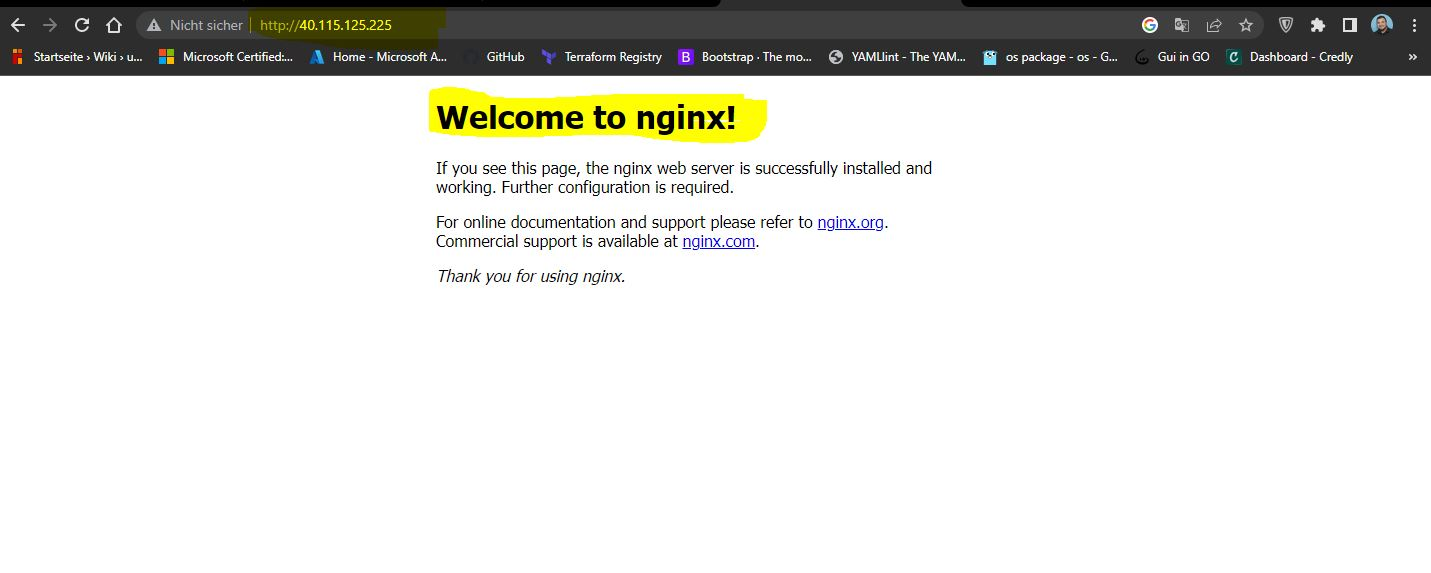 Nicht sicher http://40.115.125.225
Startseite › Wiki › u... Microsoft Certified:... Home - Microsoft A... GitHub Terraform Registry Bootstrap · The mo... YAMLlint - The YAM... os package - os - G... Gui in GO Dashboard - Credly »
Welcome to nginx!
If you see this page, the nginx web server is successfully installed and
working. Further configuration is required.
For online documentation and support please refer to nginx.org.
Commercial support is available at nginx.com.
Thank you for using nginx.